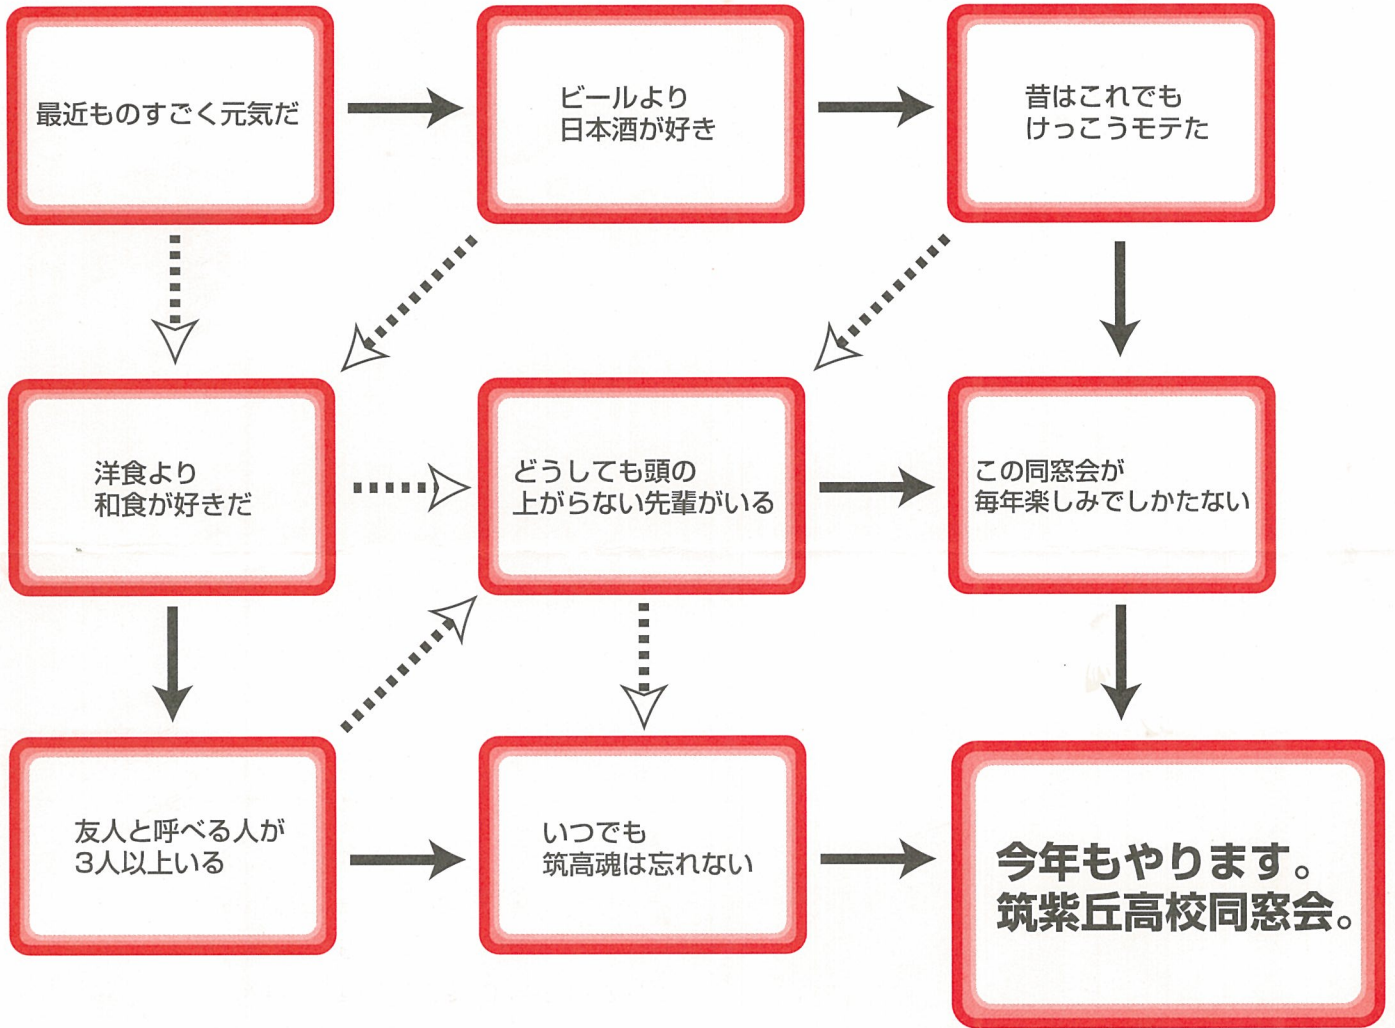 最近ものすごく元気だ
ビールより
日本酒が好き
昔はこれでも
けっこうモテた
洋食より
和食が好きだ
どうしても頭の
上がらない先輩がいる
この同窓会が
毎年楽しみでしかたない
友人と呼べる人が
3人以上いる
いつでも
筑高魂は忘れない
今年もやります。
筑紫丘高校同窓会。